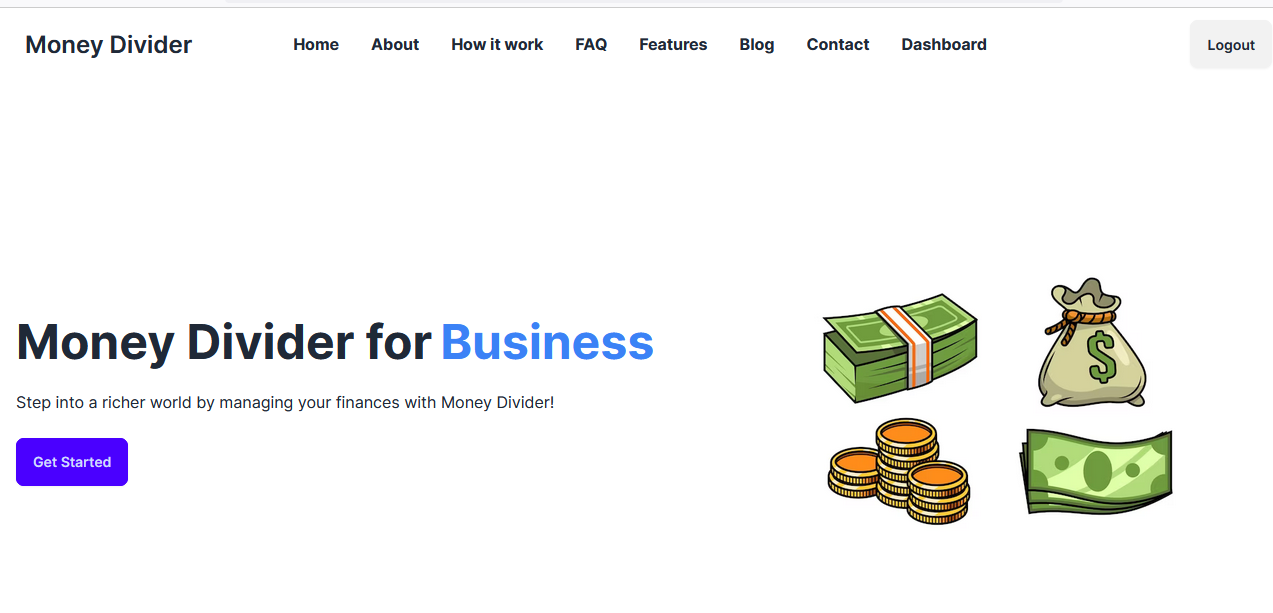 Money Divider
Home About How it work FAQ Features Blog Contact Dashboard
Logout
Money Divider for Business
Step into a richer world by managing your finances with Money Divider!
Get Started
$